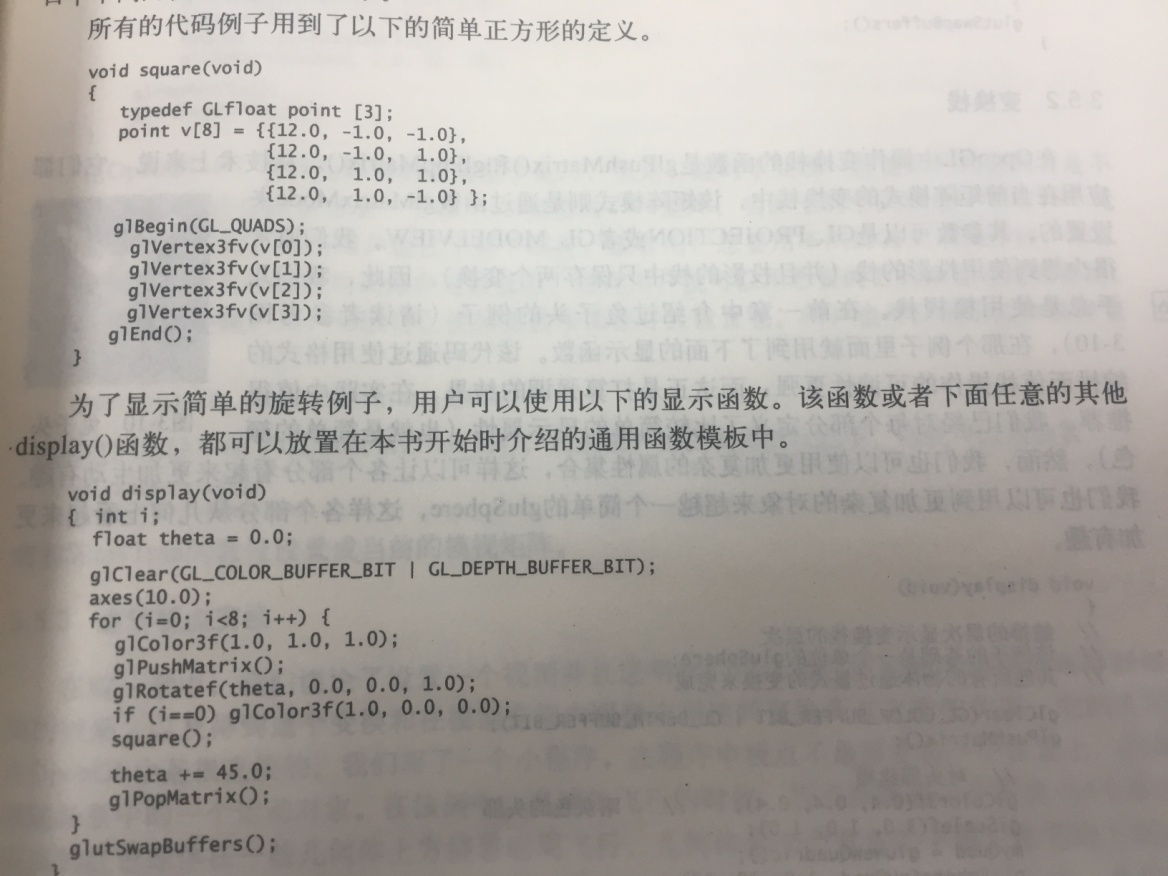 所有的代码例子用到了以下的简单正方形的定义。
void square(void)
{
typedef GLfloat point [3];
point v[8] = {{12.0, -1.0, -1.0},
{12.0, -1.0, 1.0},
{12.0, 1.0, 1.0},
{12.0, 1.0,-1.0} };
glBegin(GL_QUADS);
glVertex3fv(v[0]);
glVertex3fv(v[1]);
glVertex3fv(v[2]);
glVertex3fv(v[3]);
glEnd();
}
为了显示简单的旋转例子，用户可以使用以下的显示函数。该函数或者下面任意的其他
display()函数，都可以放置在本书开始时介绍的通用函数模板中。
void display(void)
{ int i;
float theta = 0.0;
glClear(GL_COLOR_BUFFER_BIT | GL_DEPTH_BUFFER_BIT);
axes(10.0);
for (i=0; i<8; i++) {
glColor3f(1.0, 1.0, 1.0);
glPushMatrix();
glRotatef(theta, 0.0, 0.0, 1.0);
if (i==0) glColor3f(1.0, 0.0, 0.0);
square();
theta += 45.0;
glPopMatrix();
}
glutSwapBuffers();
}